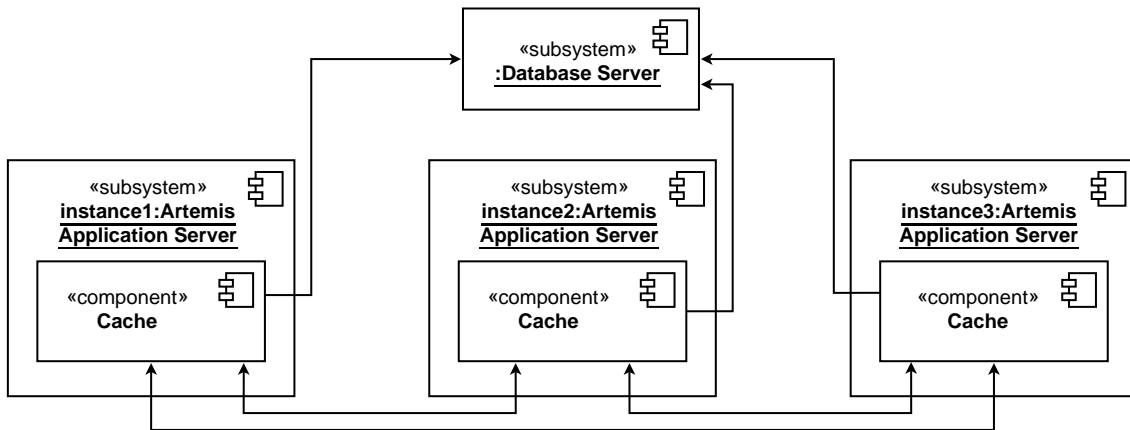 «subsystem»
:Database Server
«subsystem»
instance1:Artemis
Application Server
«component»
Cache
«subsystem»
instance2:Artemis
Application Server
«component»
Cache
«subsystem»
instance3:Artemis
Application Server
«component»
Cache